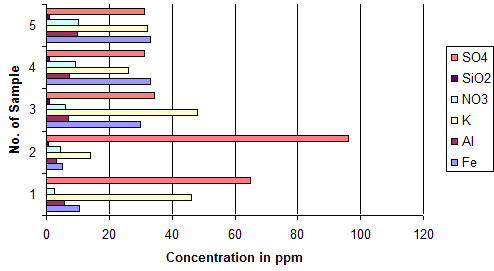 No. of Sample
5
4
3
2
1
0 20 40 60 80 100 120
Concentration in ppm
SO4
SiO2
NO3
K
Al
Fe